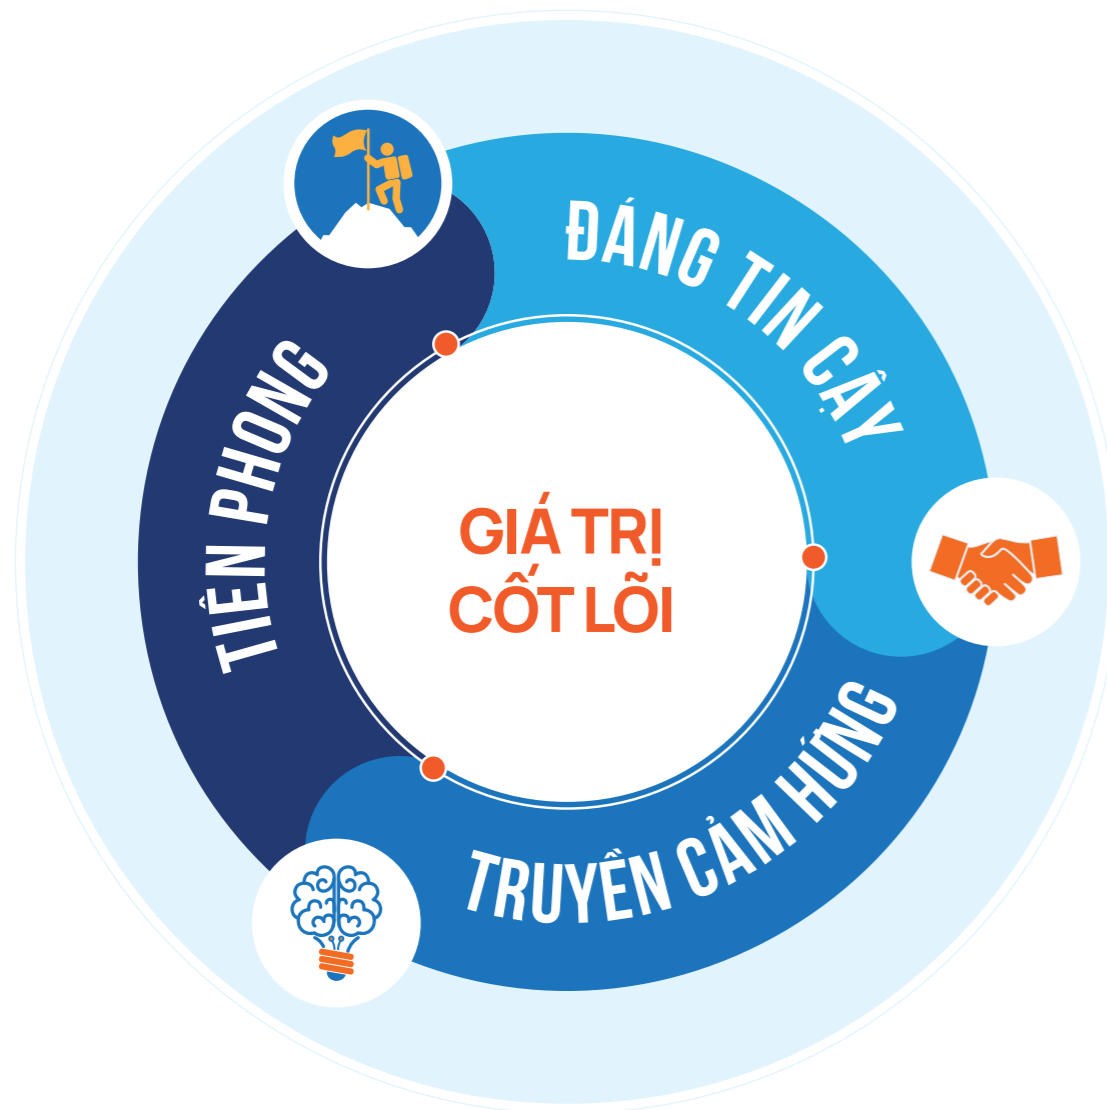 GIÁ TRỊ
CỐT LÕI
TIÊN PHONG
ĐÁNG TIN CẬY
TRUYỀN CẢM HỨNG